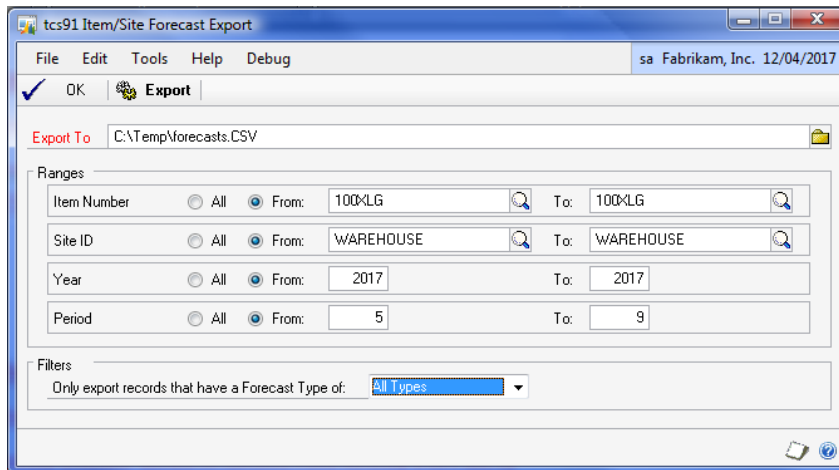 tcs91 Item/Site Forecast Export
File Edit Tools Help Debug sa Fabrikam, Inc. 12/04/2017
OK Export
Export To C:\Temp\forecasts.CSV
Ranges
Item Number All From: 100XLG To: 100XLG
Site ID All From: WAREHOUSE To: WAREHOUSE
Year All From: 2017 To: 2017
Period All From: 5 To: 9
Filters
Only export records that have a Forecast Type of: All Types